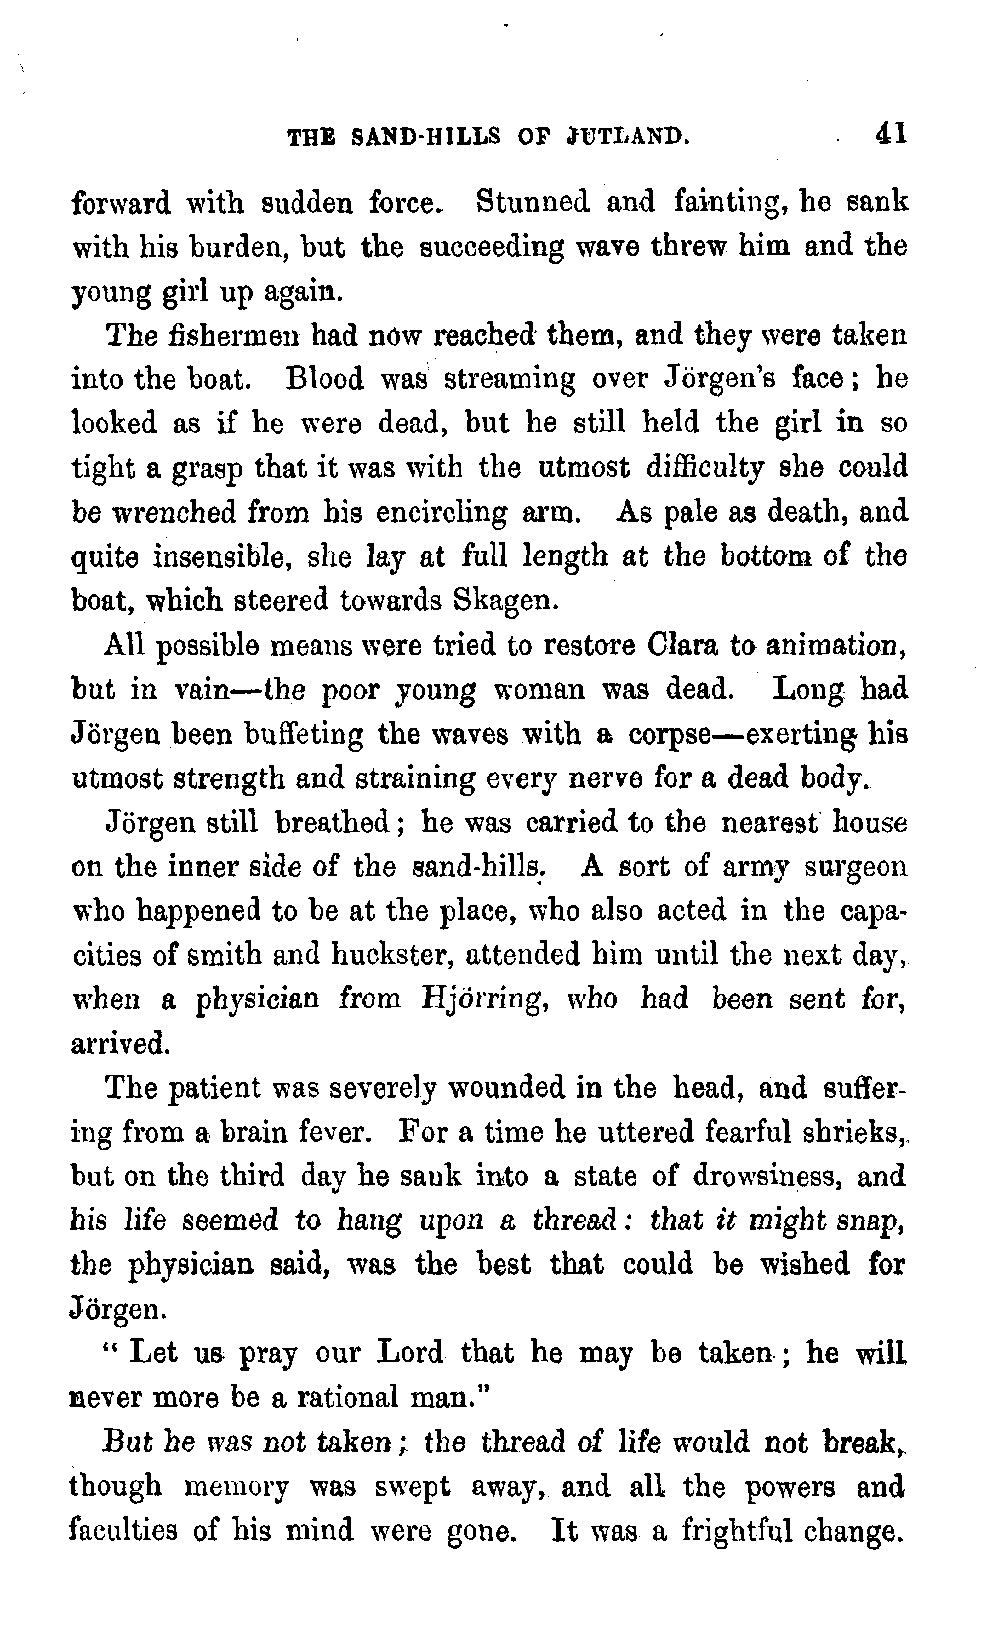 THE SAND-HILLS OF JUTLAND. 41
forward with sudden force. Stunned and fainting, he sank
with his burden, but the succeeding wave threw him and the
young girl up again.
The fishermen had now reached them, and they were taken
into the boat. Blood was streaming over Jörgen's face; he
looked as if he were dead, but he still held the girl in so
tight a grasp that it was with the utmost difficulty she could
be wrenched from his encircling arm. As pale as death, and
quite insensible, she lay at full length at the bottom of the
boat, which steered towards Skagen.
All possible means were tried to restore Clara to animation,
but in vain—the poor young woman was dead. Long had
Jörgen been buffeting the waves with a corpse—exerting his
utmost strength and straining every nerve for a dead body.
Jörgen still breathed; he was carried to the nearest house
on the inner side of the sand-hills. A sort of army surgeon
who happened to be at the place, who also acted in the capa-
cities of smith and huckster, attended him until the next day,
when a physician from Hjörring, who had been sent for,
arrived.
The patient was severely wounded in the head, and suffer-
ing from a brain fever. For a time he uttered fearful shrieks,
but on the third day he sank into a state of drowsiness, and
his life seemed to hang upon a thread: that it might snap,
the physician said, was the best that could be wished for
Jörgen.
"Let us pray our Lord that he may be taken; he will
never more be a rational man."
But he was not taken; the thread of life would not break,
though memory was swept away, and all the powers and
faculties of his mind were gone. It was a frightful change.